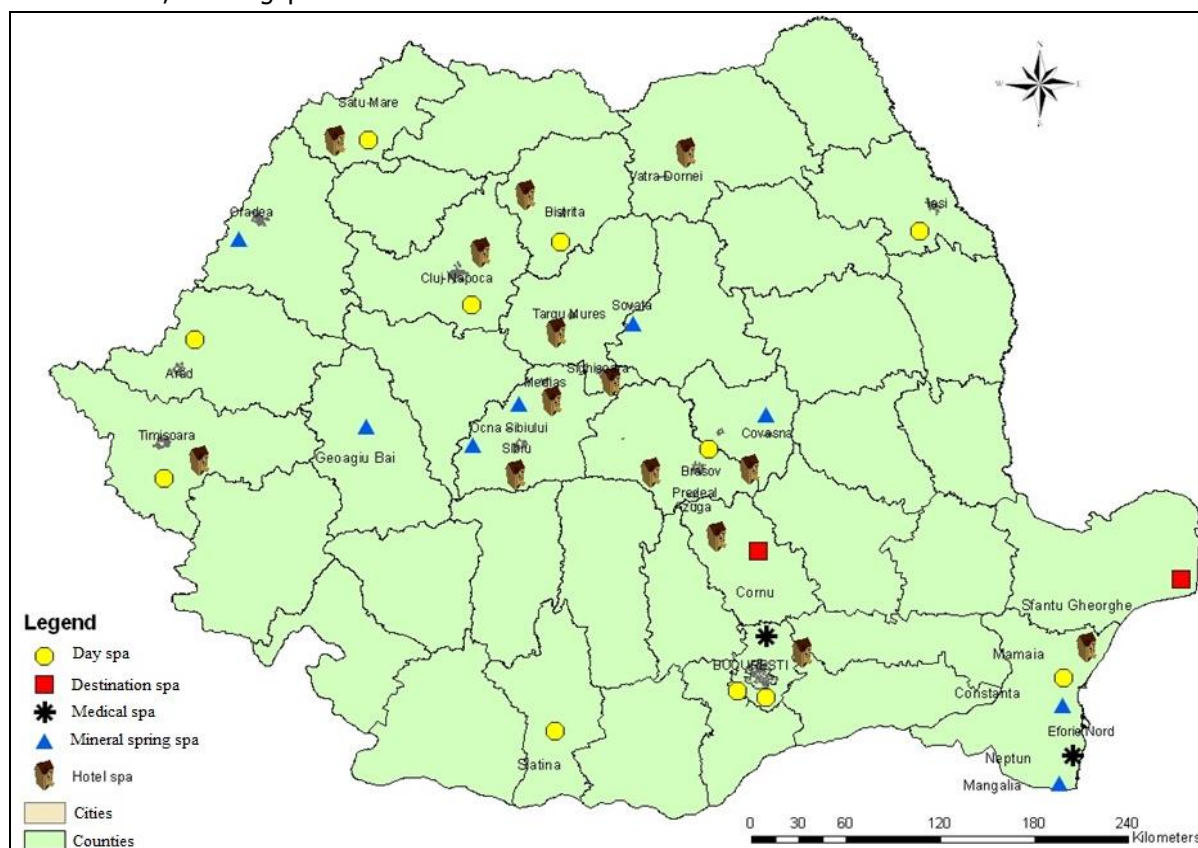 N
W
E
S
Satu Mare
Vatra Dornei
Oradea
Iasi
Bistrita
Cluj-Napoca
Sovata
Targu Mures
Sighisoara
Arad
Medias
Ocna Sibiului
Sibiu
Timisoara
Geoagiu Bai
Covasna
Brasov
Predeal
Azuga
Cornu
Sfantu Gheorghe
Mamaia
BUCURESTI
Constanta
Eforie Nord
Neptun
Slatina
Mangalia
Legend
Day spa
Destination spa
Medical spa
Mineral spring spa
Hotel spa
Cities
Counties
0 30 60 120 180 240
Kilometers